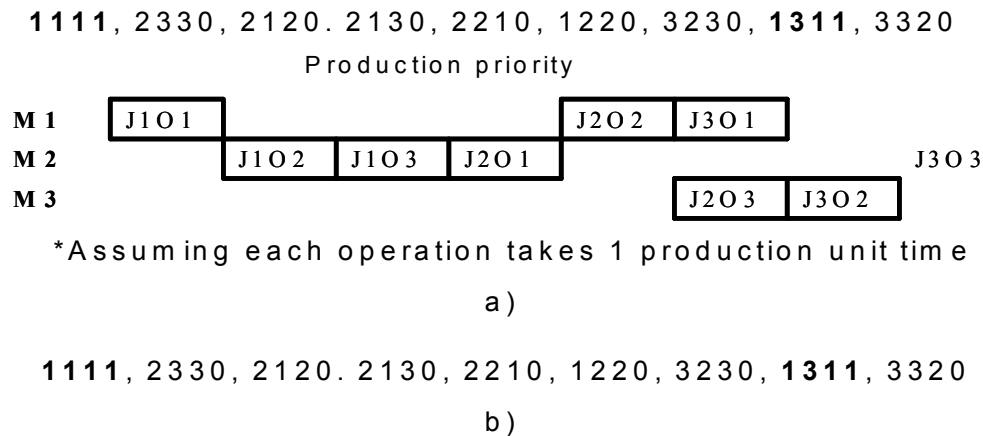 1111, 2330, 2120. 2130, 2210, 1220, 3230, 1311, 3320
Production priority
M1 J1O1 J2O2 J3O1
M2 J1O2 J1O3 J2O1 J3O3
M3 J2O3 J3O2
*Assuming each operation takes 1 production unit time
a)
1111, 2330, 2120. 2130, 2210, 1220, 3230, 1311, 3320
b)